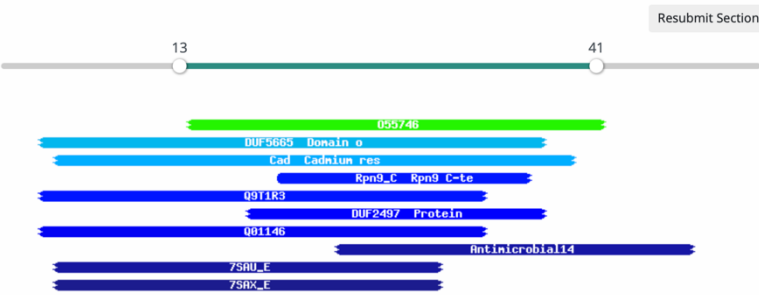 Resubmit Section
13 41
O55746
DUF5665 Domain o
Cad Cadmium res
Rpn9_C Rpn9 C-te
Q9T1R3
DUF2497 Protein
Q01146
Antimicrobial14
7SAU_E
7SAX_E